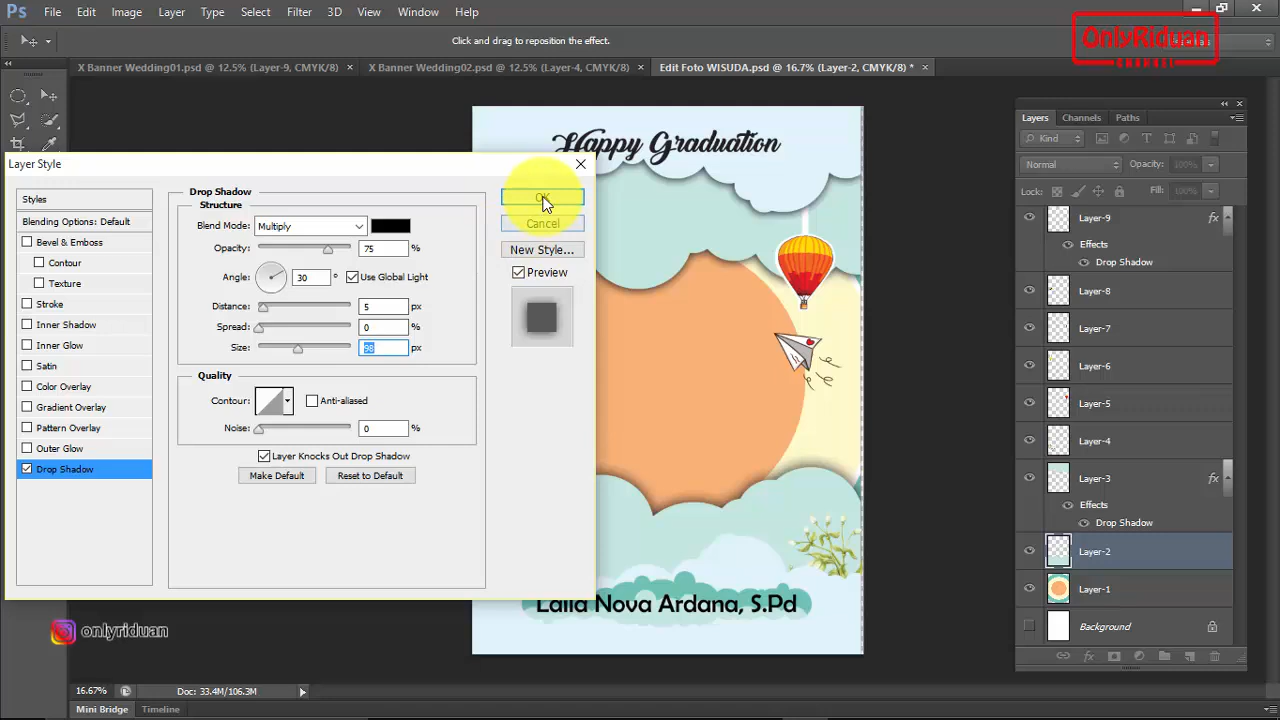 Ps File Edit Image Layer Type Select Filter 3D View Window Help
OnlyRiduan
Click and drag to reposition the effect.
X Banner Wedding01.psd @ 12.5% (Layer-9, CMYK/8) × X Banner Wedding02.psd @ 12.5% (Layer-4, CMYK/8) × Edit Foto WISUDA.psd @ 16.7% (Layer-2, CMYK/8) * ×
Layers Channels Paths
Kind
Normal Opacity: 100%
Lock: Fill: 100%
Layer-9 fx
Effects
Drop Shadow
Layer-8
Layer-7
Layer-6
Layer-5
Layer-4
Layer-3 fx
Effects
Drop Shadow
Layer-2
Layer-1
Background
fx
Happy Graduation
Laila Nova Ardana, S.Pd
Layer Style
Styles
Blending Options: Default
Bevel & Emboss
Contour
Texture
Stroke
Inner Shadow
Inner Glow
Satin
Color Overlay
Gradient Overlay
Pattern Overlay
Outer Glow
Drop Shadow
Drop Shadow
Structure
Blend Mode: Multiply
Opacity: 75 %
Angle: 30 ° Use Global Light
Distance: 5 px
Spread: 0 %
Size: 98 px
Quality
Contour: Anti-aliased
Noise: 0 %
Layer Knocks Out Drop Shadow
Make Default Reset to Default
OK
Cancel
New Style...
Preview
onlyriduan
16.67% Doc: 33.4M/106.3M
Mini Bridge Timeline